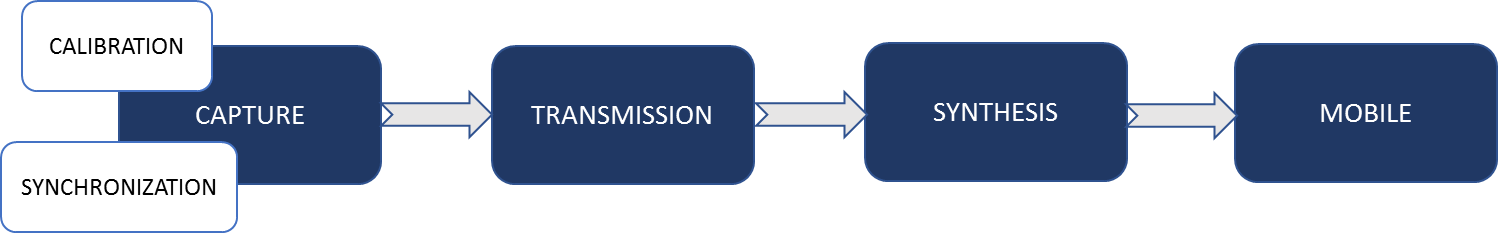 CALIBRATION
CAPTURE
SYNCHRONIZATION
TRANSMISSION
SYNTHESIS
MOBILE